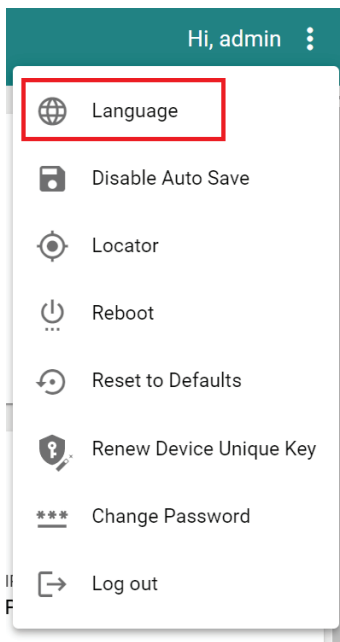 Hi, admin
Language
Disable Auto Save
Locator
Reboot
Reset to Defaults
Renew Device Unique Key
Change Password
Log out